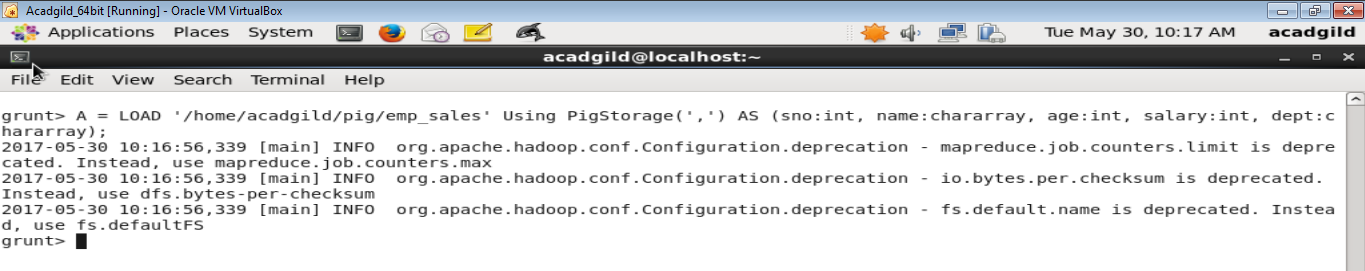 Acadgild_64bit [Running] - Oracle VM VirtualBox
Applications Places System Tue May 30, 10:17 AM acadgild
acadgild@localhost:~
File Edit View Search Terminal Help
grunt> A = LOAD '/home/acadgild/pig/emp_sales' Using PigStorage(',') AS (sno:int, name:chararray, age:int, salary:int, dept:c
hararray);
2017-05-30 10:16:56,339 [main] INFO  org.apache.hadoop.conf.Configuration.deprecation - mapreduce.job.counters.limit is depre
cated. Instead, use mapreduce.job.counters.max
2017-05-30 10:16:56,339 [main] INFO  org.apache.hadoop.conf.Configuration.deprecation - io.bytes.per.checksum is deprecated.
Instead, use dfs.bytes-per-checksum
2017-05-30 10:16:56,339 [main] INFO  org.apache.hadoop.conf.Configuration.deprecation - fs.default.name is deprecated. Instea
d, use fs.defaultFS
grunt>